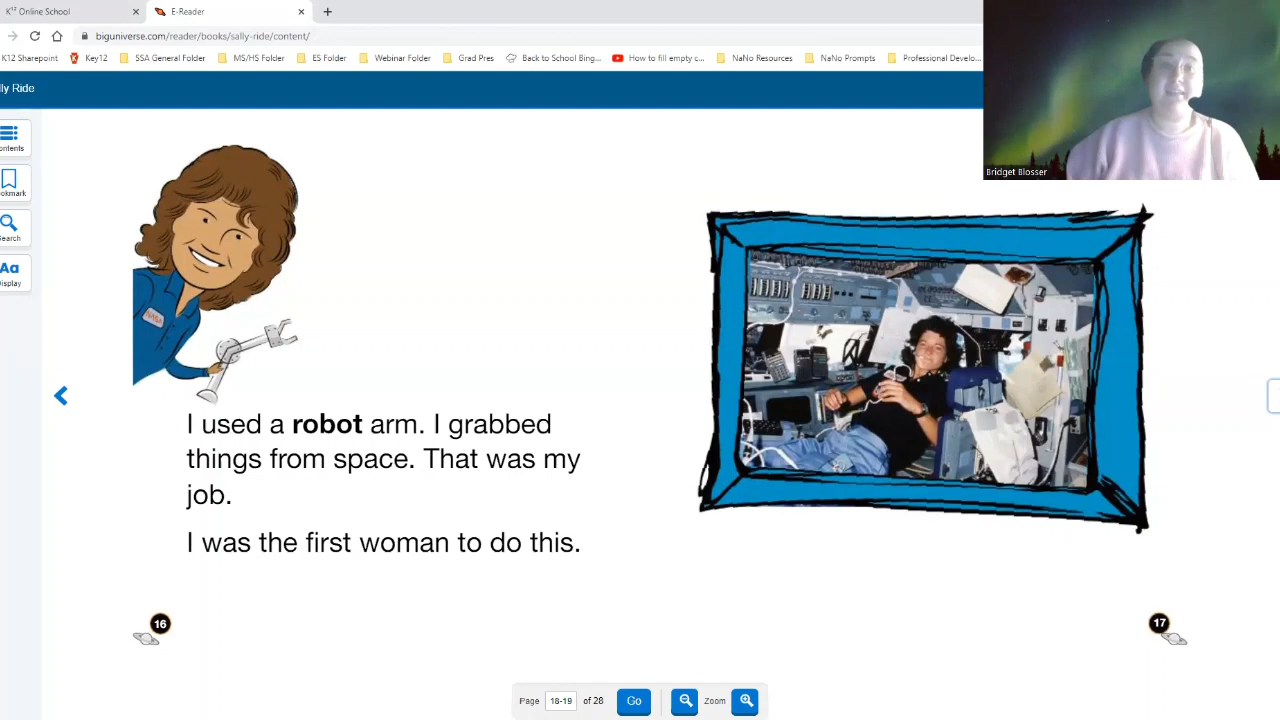 K¹² Online School
E-Reader
biguniverse.com/reader/books/sally-ride/content/
K12 Sharepoint
Key12
SSA General Folder
MS/HS Folder
ES Folder
Webinar Folder
Grad Pres
Back to School Bing...
How to fill empty c...
NaNo Resources
NaNo Prompts
Professional Develo...
lly Ride
Bridget Blosser
ontents
okmark
earch
Aa
Display
NASA
I used a robot arm. I grabbed
things from space. That was my
job.
I was the first woman to do this.
16
17
Page 18-19 of 28 Go Zoom